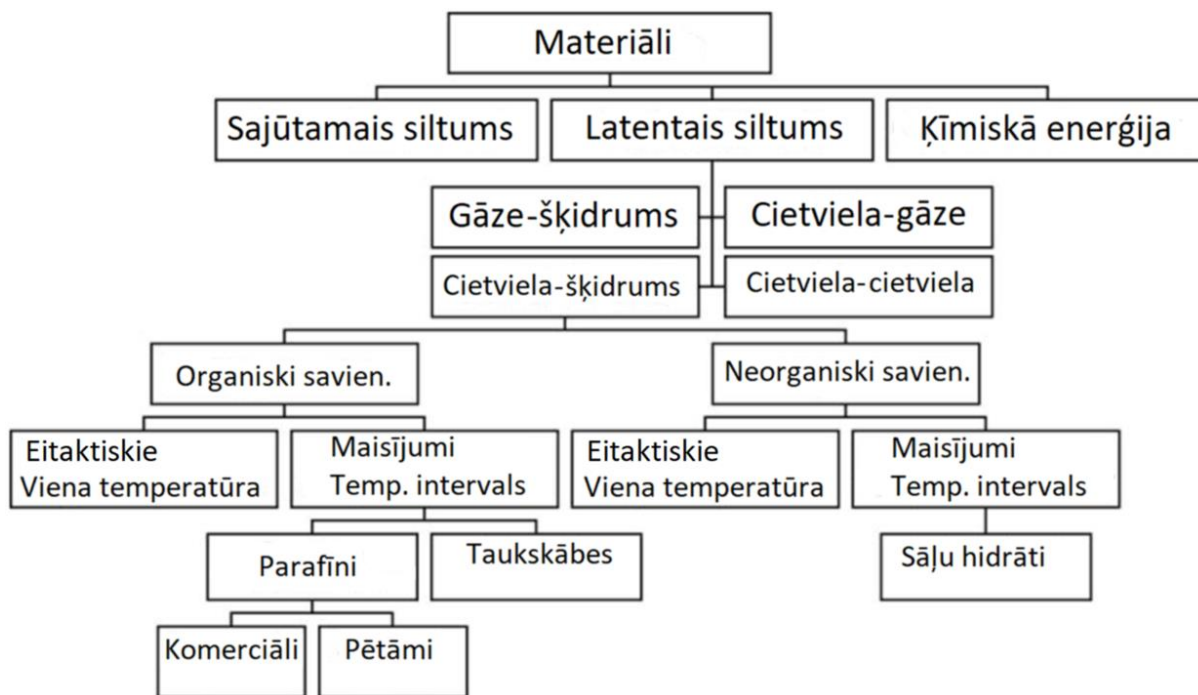 Materiāli
Sajūtamais siltums
Latentais siltums
Ķīmiskā enerģija
Gāze-šķidrums
Cietviela-gāze
Cietviela-šķidrums
Cietviela-cietviela
Organiski savien.
Neorganiski savien.
Eitaktiskie
Viena temperatūra
Maisījumi
Temp. intervals
Eitaktiskie
Viena temperatūra
Maisījumi
Temp. intervals
Parafīni
Taukskābes
Sāļu hidrāti
Komerciāli
Pētāmi